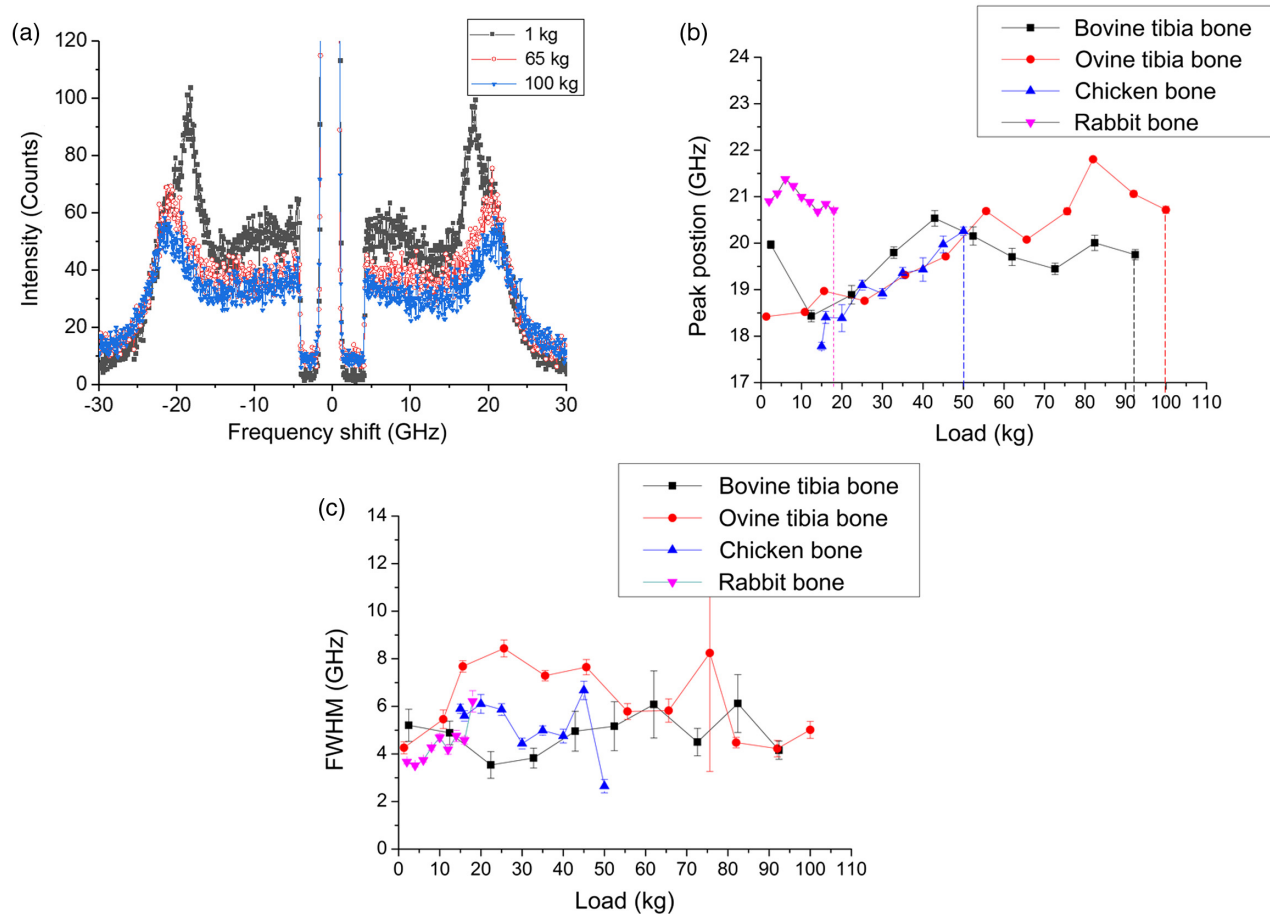 (a)
120
100
80
60
40
20
0
Intensity (Counts)
1 kg
65 kg
100 kg
-30 -20 -10 0 10 20 30
Frequency shift (GHz)
(b)
Bovine tibia bone
Ovine tibia bone
Chicken bone
Rabbit bone
24
23
22
21
20
19
18
17
Peak postion (GHz)
0 10 20 30 40 50 60 70 80 90 100 110
Load (kg)
(c)
Bovine tibia bone
Ovine tibia bone
Chicken bone
Rabbit bone
14
12
10
8
6
4
2
0
FWHM (GHz)
0 10 20 30 40 50 60 70 80 90 100 110
Load (kg)